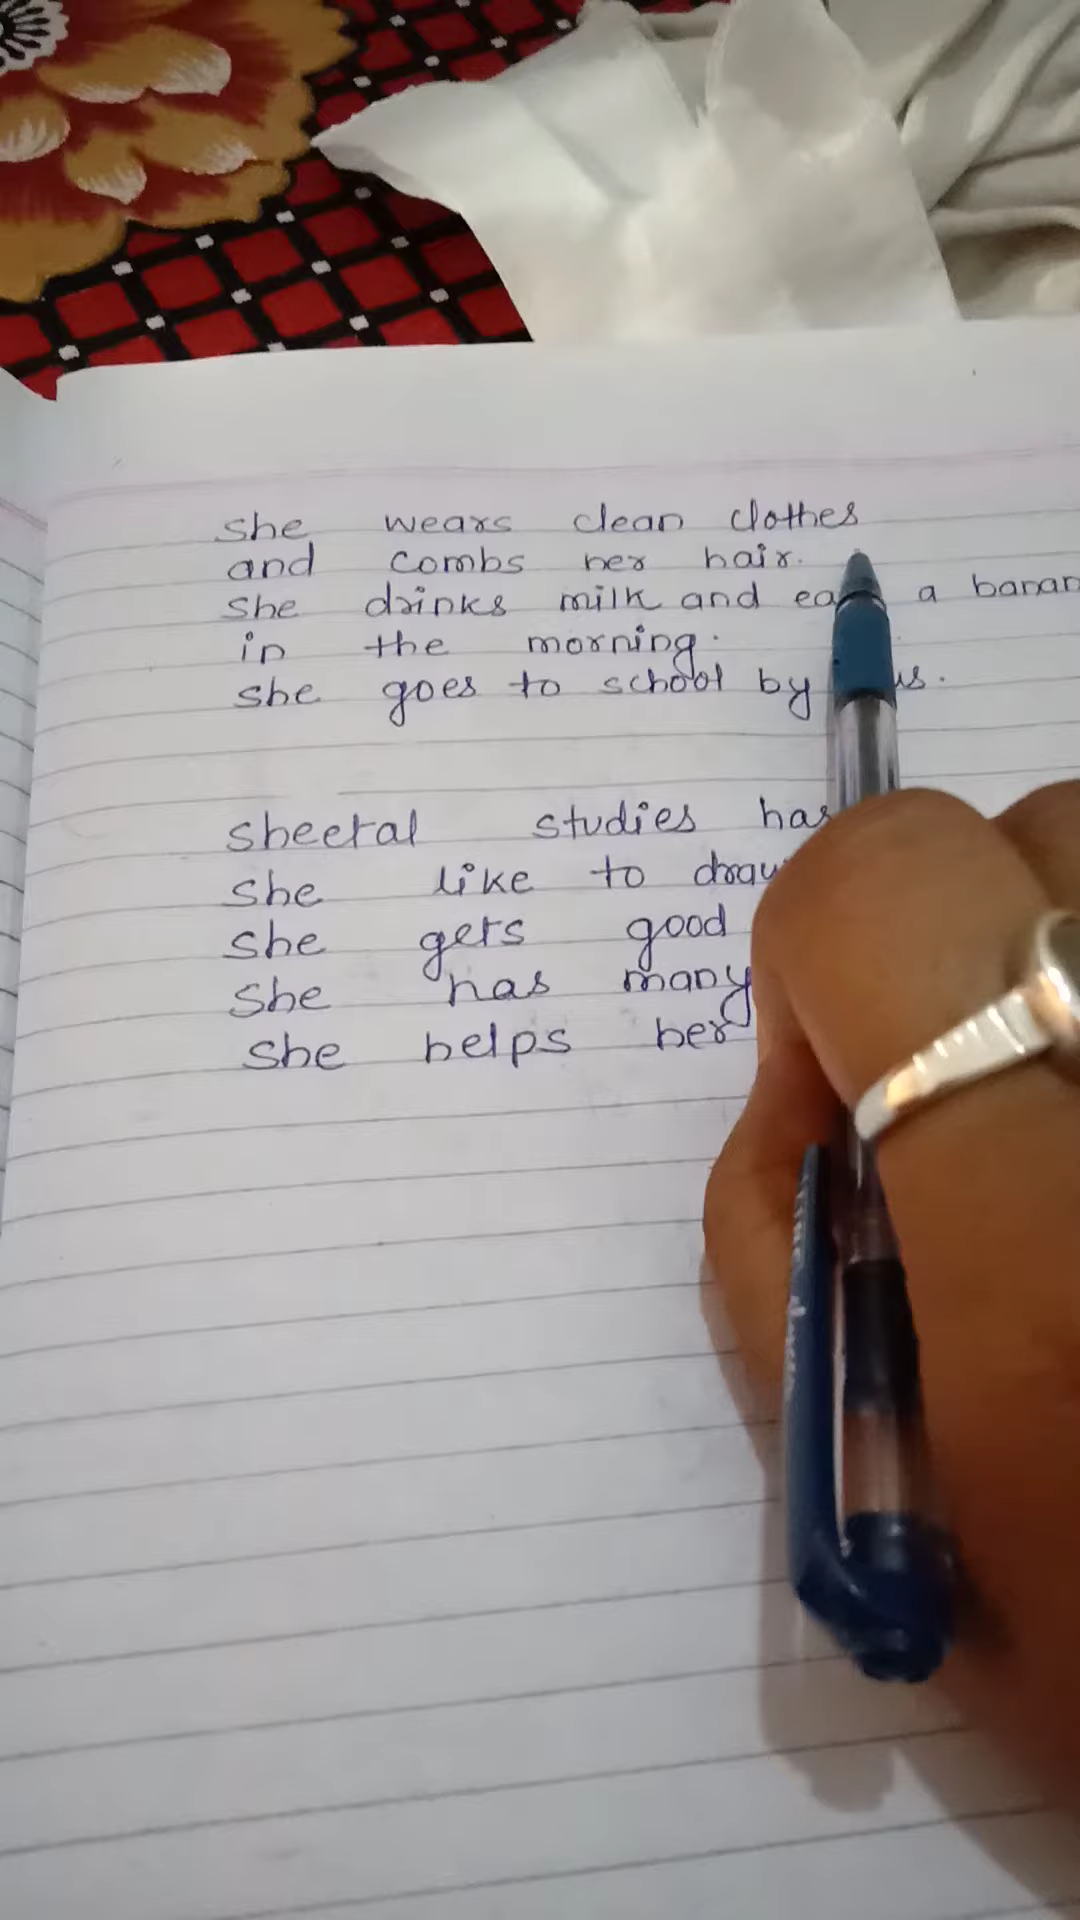 she wears clean clothes
and combs her hair.
she drinks milk and a
in the morning.
she goes to school by
sheetal studies
she like to
she gets good
she has many
she helps her